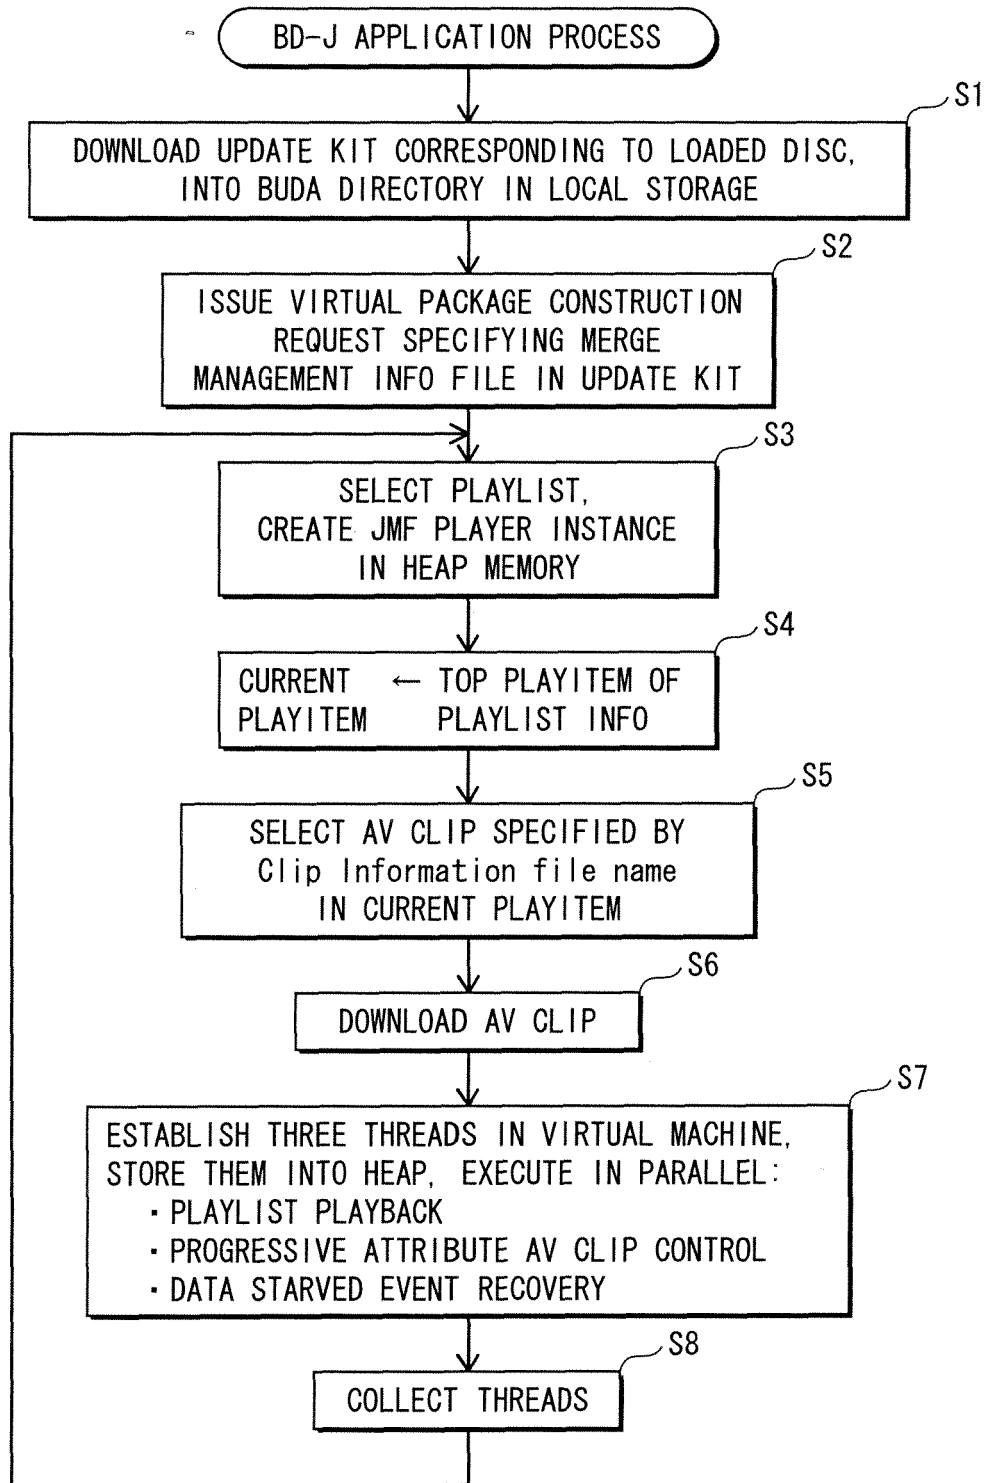 BD-J APPLICATION PROCESS
S1
DOWNLOAD UPDATE KIT CORRESPONDING TO LOADED DISC,
INTO BUDA DIRECTORY IN LOCAL STORAGE
S2
ISSUE VIRTUAL PACKAGE CONSTRUCTION
REQUEST SPECIFYING MERGE
MANAGEMENT INFO FILE IN UPDATE KIT
S3
SELECT PLAYLIST,
CREATE JMF PLAYER INSTANCE
IN HEAP MEMORY
S4
CURRENT ← TOP PLAYITEM OF
PLAYITEM PLAYLIST INFO
S5
SELECT AV CLIP SPECIFIED BY
Clip Information file name
IN CURRENT PLAYITEM
S6
DOWNLOAD AV CLIP
S7
ESTABLISH THREE THREADS IN VIRTUAL MACHINE,
STORE THEM INTO HEAP, EXECUTE IN PARALLEL:
・PLAYLIST PLAYBACK
・PROGRESSIVE ATTRIBUTE AV CLIP CONTROL
・DATA STARVED EVENT RECOVERY
S8
COLLECT THREADS